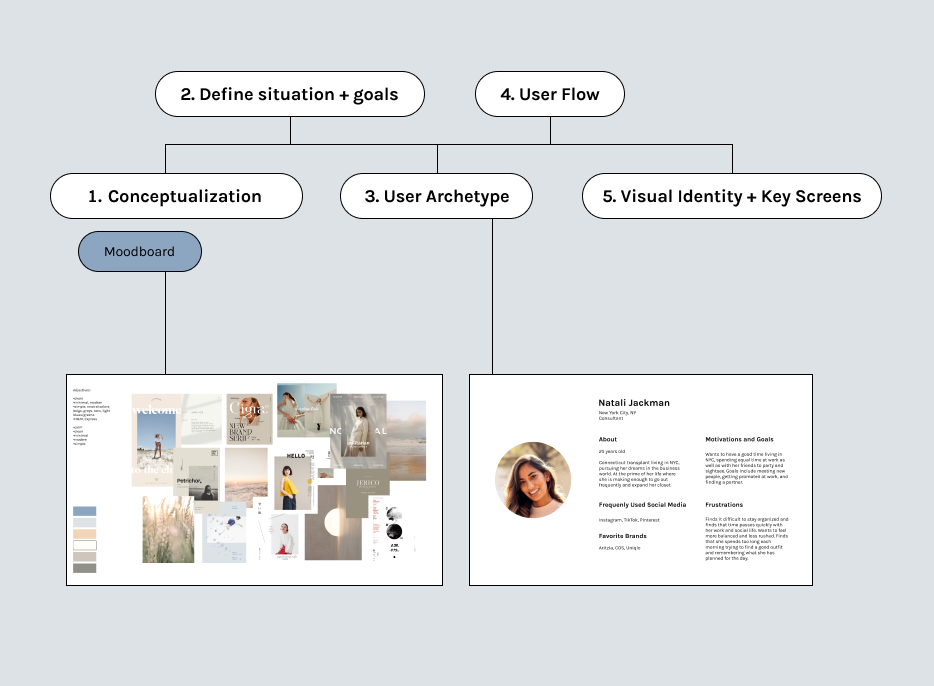 2. Define situation + goals
4. User Flow
1. Conceptualization
3. User Archetype
5. Visual Identity + Key Screens
Moodboard
Adjectives:
welcom
to the
Cigra
NEW
BRAND
SERIF
Petrichor,
HELLO
JERICO
Natali Jackman
New York City, NY
Consultant
About
25 years old
Connecticut transplant living in NYC,
pursuing her dreams in the business
world. At the prime of her life where
she is making enough to go out
frequently and expand her closet.
Frequently Used Social Media
Instagram, TikTok, Pinterest
Favorite Brands
Aritzia, COS, Uniqlo
Motivations and Goals
Wants to have a good time living in
NYC, spending equal time at work as
well as with her friends to party and
sightsee. Goals include meeting new
people, getting promoted at work, and
finding a partner.
Frustrations
Finds it difficult to stay organized and
finds that time passes quickly with
her work and social life. Wants to feel
more balanced and less rushed. Finds
that she spends too long each
morning trying to find a good outfit
and remembering what she has
planned for the day.